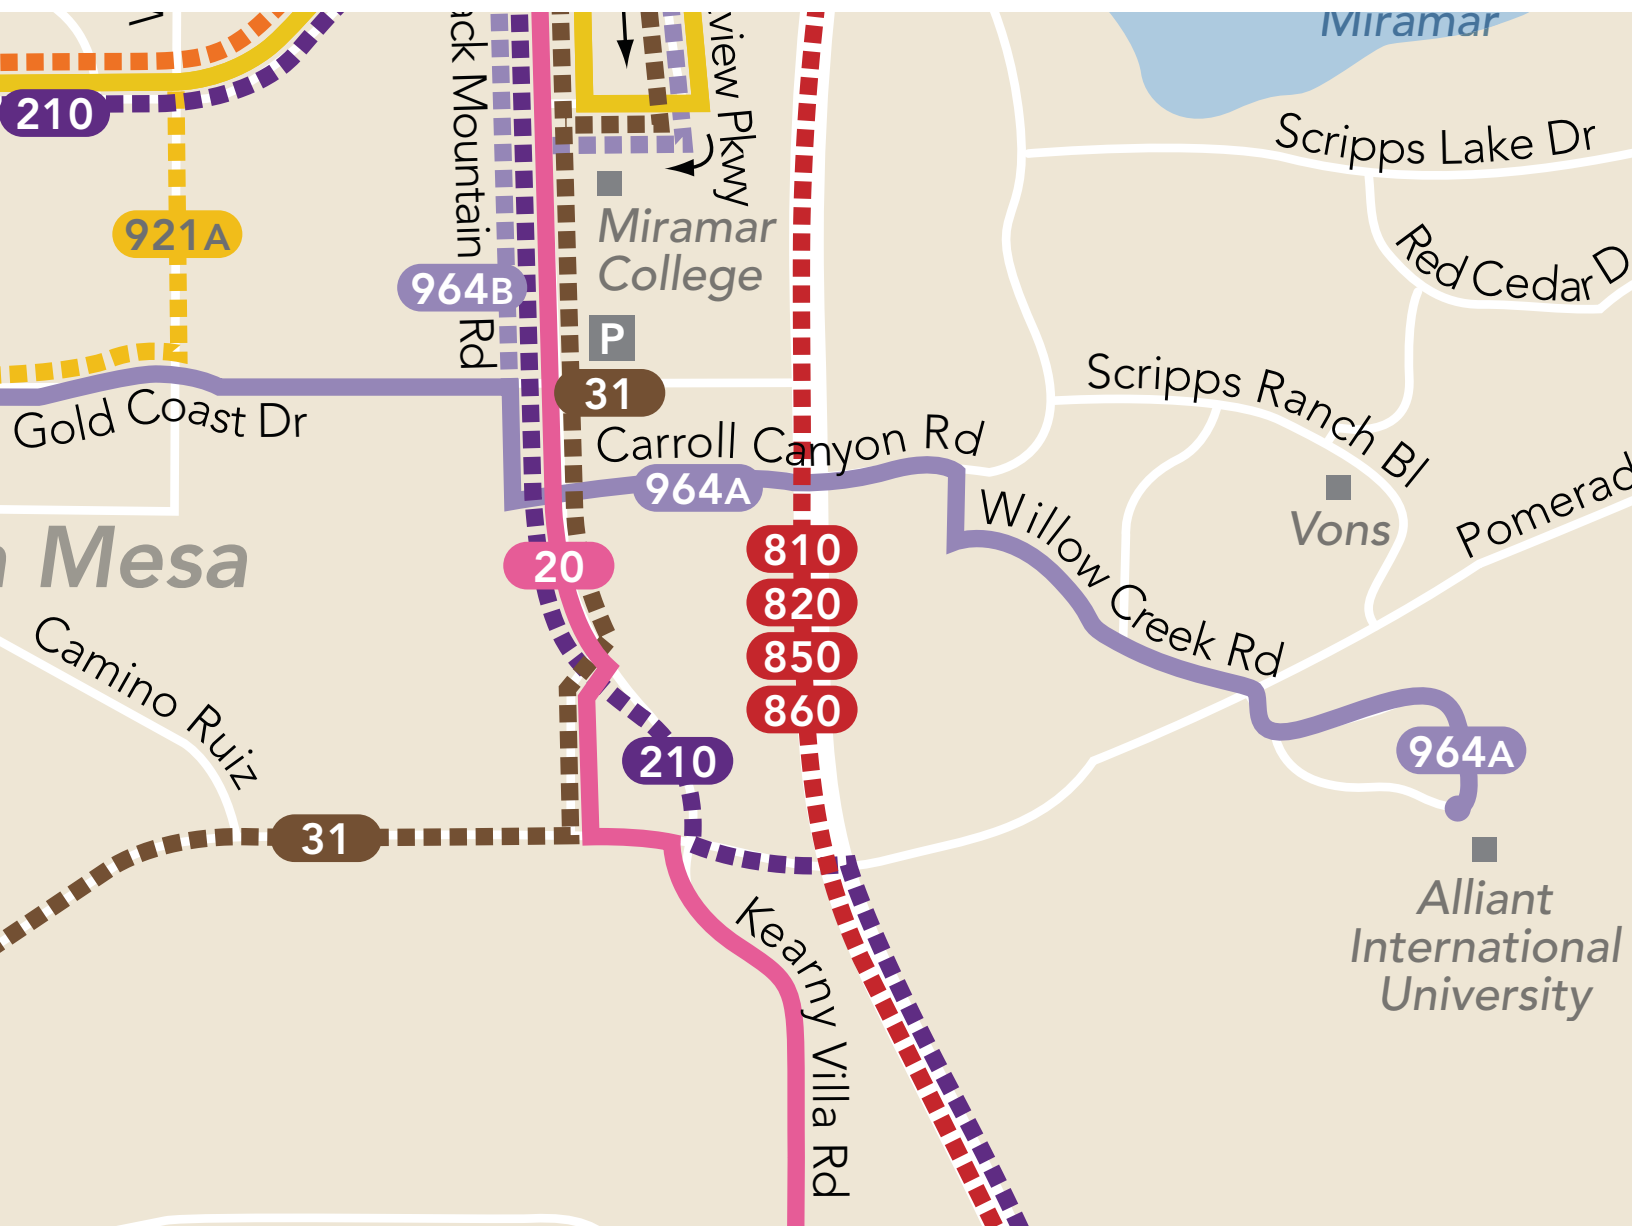 Miramar
Scripps Lake Dr
210
view Pkwy
ack Mountain Rd
921A
Miramar
College
Red Cedar D
964B
P
31
Scripps Ranch Bl
Gold Coast Dr
Carroll Canyon Rd
964A
Willow Creek Rd
Vons
Pomerad
Mesa
20
810
820
850
860
Camino Ruiz
210
964A
31
Alliant
International
University
Kearny Villa Rd